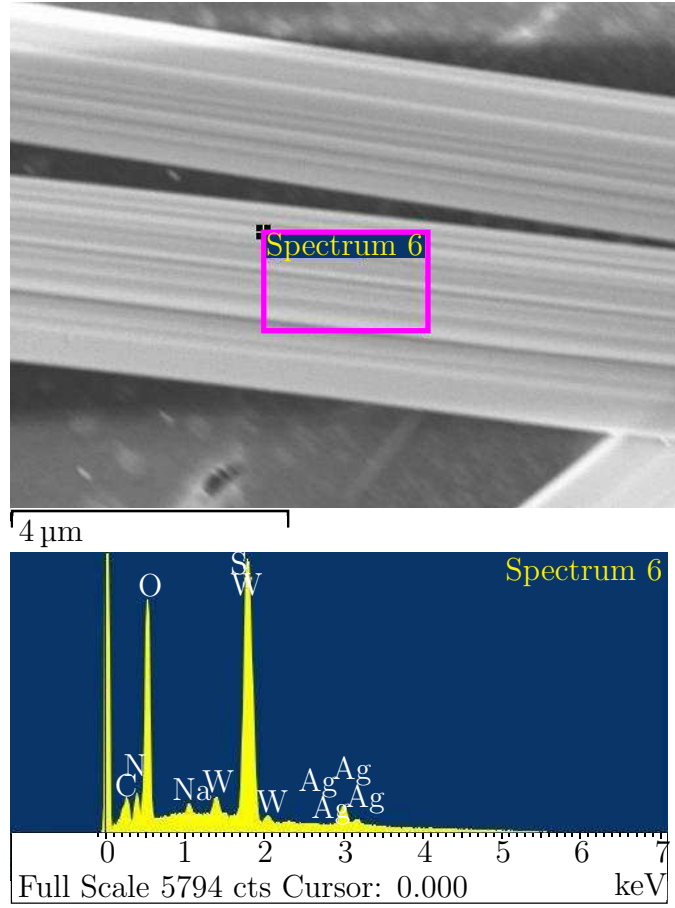 Spectrum 6
4 µm
Spectrum 6
S
W
O
N
C
Na
W
W
Ag
Ag
Ag
Ag
0 1 2 3 4 5 6 7
Full Scale 5794 cts Cursor: 0.000 keV